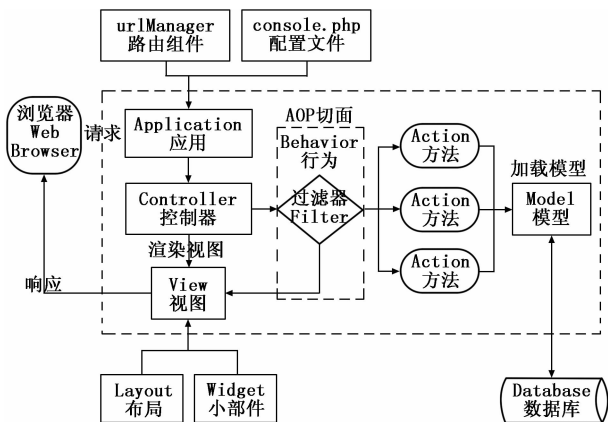 urlManager
路由组件
console.php
配置文件
浏览器
Web
Browser
请求
Application
应用
AOP切面
Behavior
行为
过滤器
Filter
Controller
控制器
渲染视图
View
视图
响应
Action
方法
Action
方法
Action
方法
加载模型
Model
模型
Layout
布局
Widget
小部件
Database
数据库